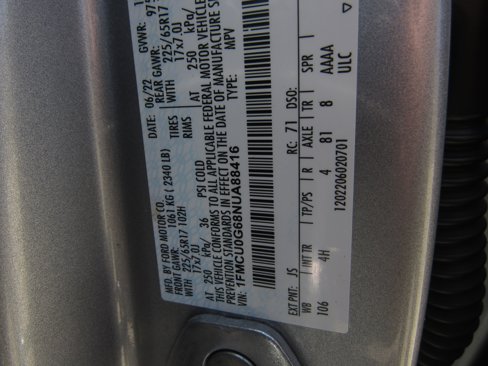 MFD. BY FORD MOTOR CO.
DATE: 06/22
GVWR:
FRONT GAWR: 1061 KG ( 2340 LB)
REAR GAWR:
WITH 225/65R17 102H TIRES
WITH 225/65R17
17x7.0J RIMS
17x7.0J
AT 250 kPa/ 36 PSI COLD
AT 250 kPa/
THIS VEHICLE CONFORMS TO ALL APPLICABLE FEDERAL MOTOR VEHICLE
PREVENTION STANDARDS IN EFFECT ON THE DATE OF MANUFACTURE
VIN: 1FMCU0G68NUA88416
TYPE: MPV
EXT PNT: JS RC: 71 DSO:
WB INT TR TP/PS R AXLE TR SPR
106 4H 4 81 8 AAAA
1202206020701 ULC